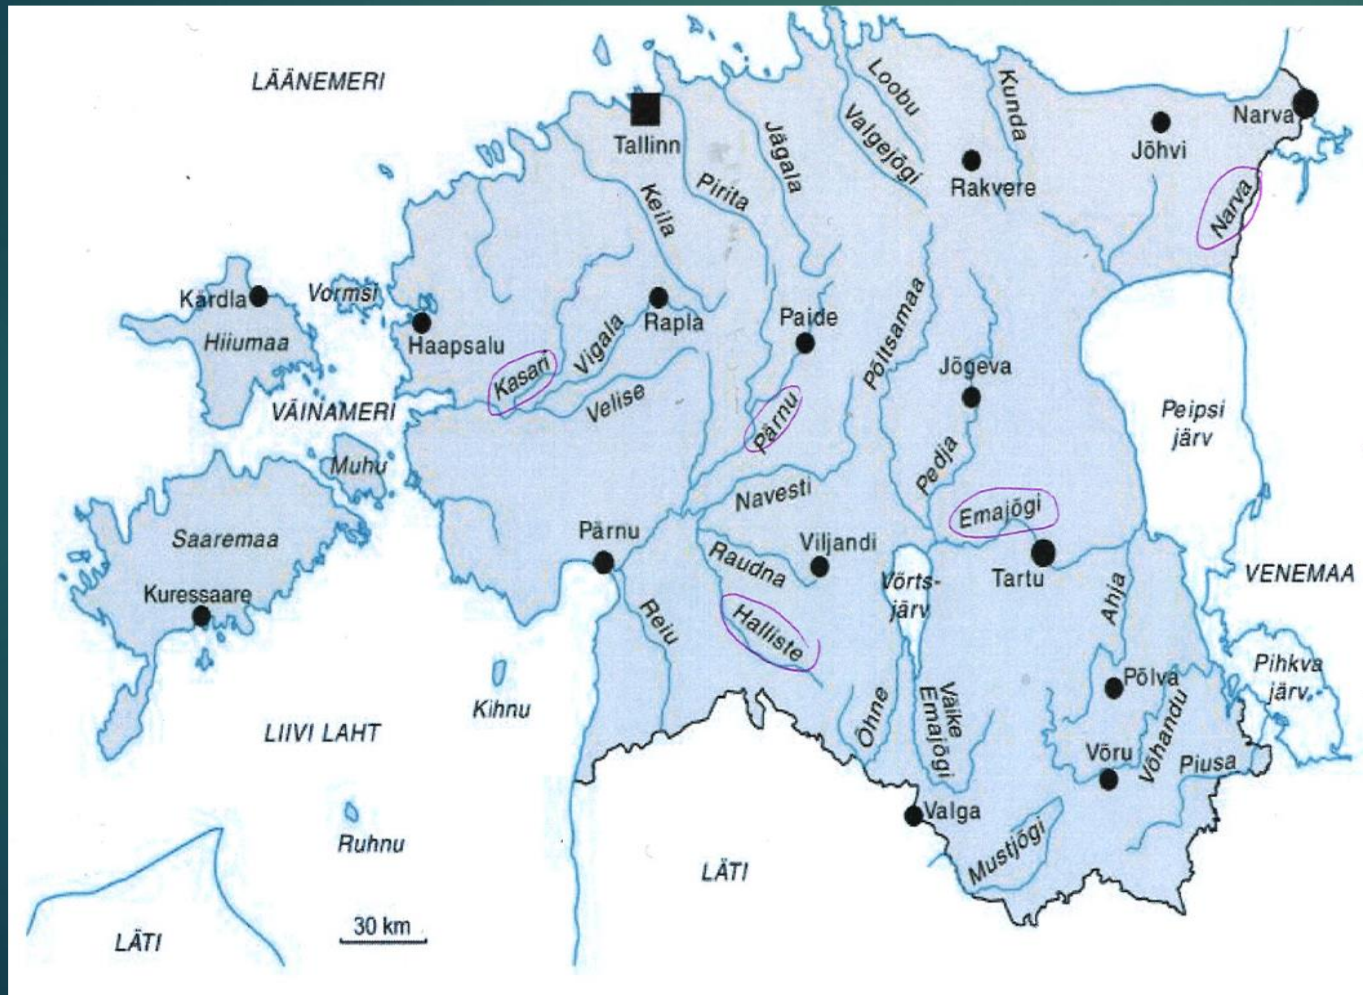 LÄÄNEMERI
Tallinn
Keila
Pirita
Jägala
Loobu
Valgejõgi
Kunda
Rakvere
Jõhvi
Narva
Narva
Kärdla
Hiiumaa
Vormsi
Haapsalu
Kasari
Vigala
Rapla
Velise
Paide
Pärnu
Põltsamaa
Jõgeva
Pedja
Peipsi
järv
VÄINAMERI
Muhu
Saaremaa
Kuressaare
Pärnu
Navesti
Raudna
Viljandi
Halliste
Reiu
Võrts-
järv
Emajõgi
Tartu
Ahja
VENEMAA
Pihkva
järv
Põlva
Võru
Võhandu
Piusa
Õhne
Väike
Emajõgi
Valga
Mustjõgi
Kihnu
LIIVI LAHT
Ruhnu
LÄTI
LÄTI
30 km